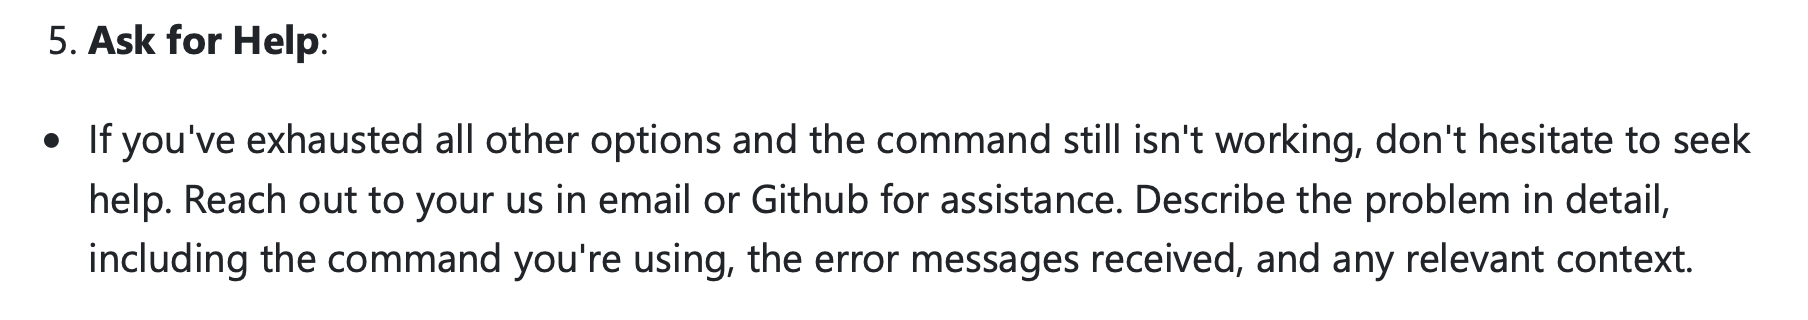 5. Ask for Help:
• If you've exhausted all other options and the command still isn't working, don't hesitate to seek
help. Reach out to your us in email or Github for assistance. Describe the problem in detail,
including the command you're using, the error messages received, and any relevant context.